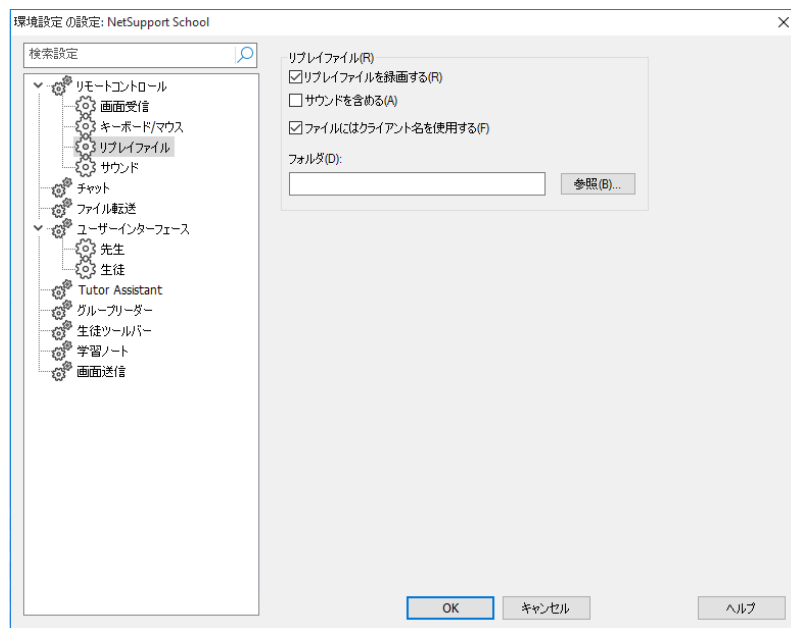 環境設定 の設定: NetSupport School
検索設定
リモートコントロール
画面受信
キーボード/マウス
リプレイファイル
サウンド
チャット
ファイル転送
ユーザーインターフェース
先生
生徒
Tutor Assistant
グループリーダー
生徒ツールバー
学習ノート
画面送信
リプレイファイル(R)
リプレイファイルを録画する(R)
サウンドを含める(A)
ファイルにはクライアント名を使用する(F)
フォルダ(D):
参照(B)...
OK
キャンセル
ヘルプ